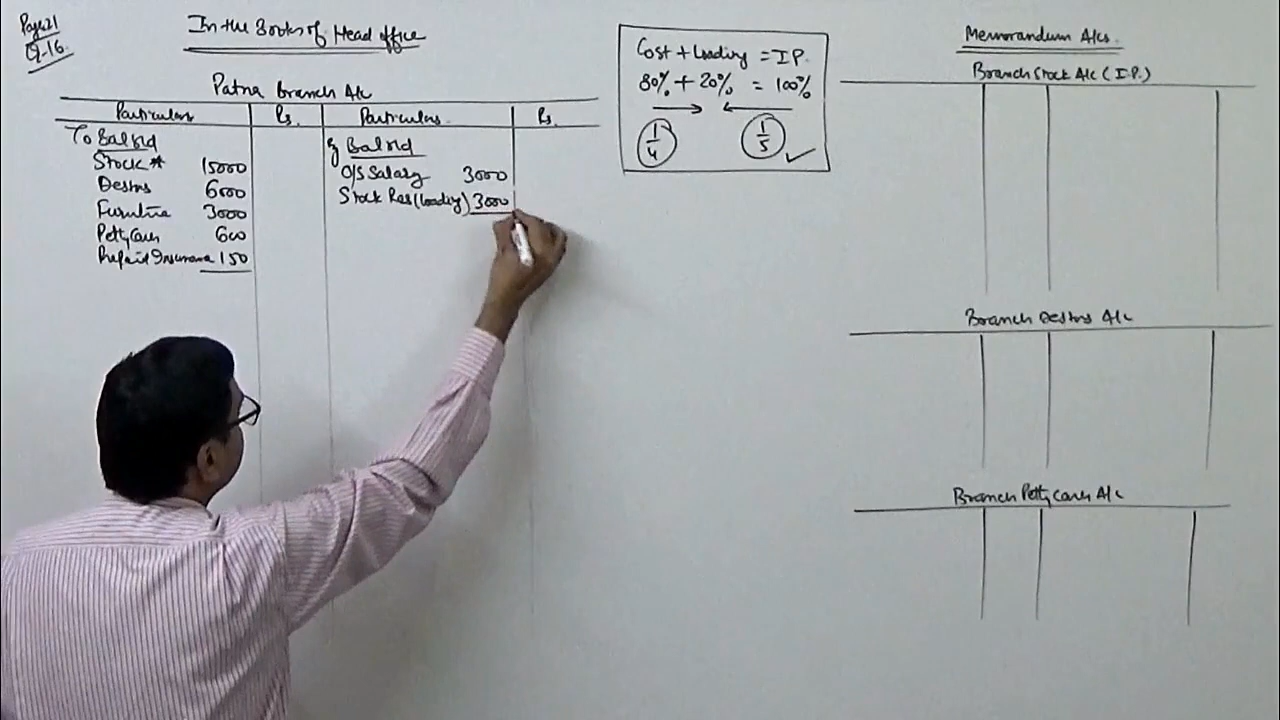 Page 21
Q-16.
In the Books of Head office
Patna Branch A/c
Particulars Rs. Particulars Rs.
To Bal b/d
Stock * 15000
Debtors 6000
Furniture 3000
Petty Cash 600
Prepaid Insurance 150
By Bal b/d
O/S Salary 3000
Stock Res (loading) 3000
Cost + Loading = I.P.
80% + 20% = 100%
1/4 1/5
Memorandum A/cs.
Branch Stock A/c (I.P.)
Branch Debtors A/c
Branch Petty Cash A/c